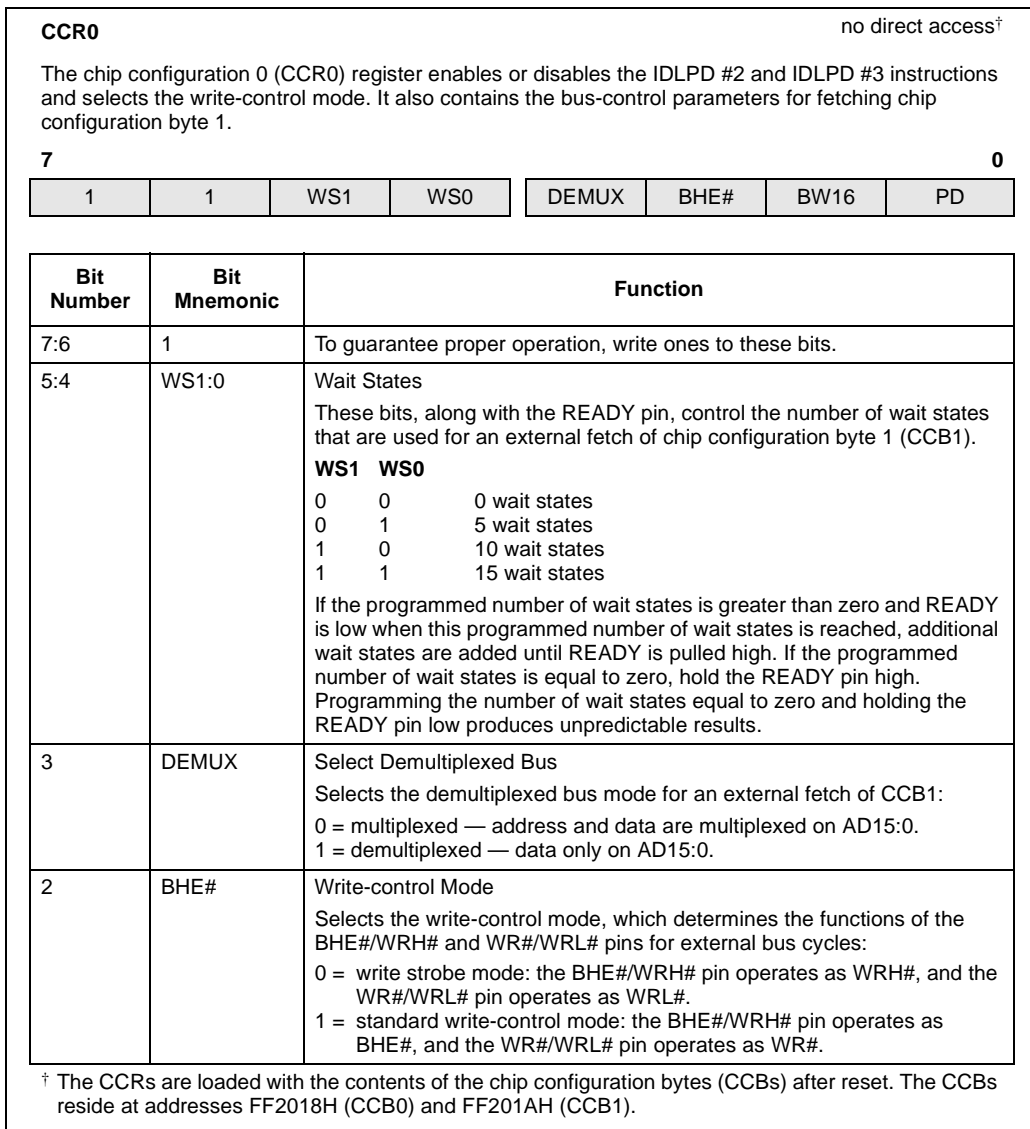 CCR0 no direct access†
The chip configuration 0 (CCR0) register enables or disables the IDLPD #2 and IDLPD #3 instructions
and selects the write-control mode. It also contains the bus-control parameters for fetching chip
configuration byte 1.
7 0
1 1 WS1 WS0 DEMUX BHE# BW16 PD
Bit Number Bit Mnemonic Function
7:6 1 To guarantee proper operation, write ones to these bits.
5:4 WS1:0 Wait States
These bits, along with the READY pin, control the number of wait states
that are used for an external fetch of chip configuration byte 1 (CCB1).
WS1 WS0
0 0 0 wait states
0 1 5 wait states
1 0 10 wait states
1 1 15 wait states
If the programmed number of wait states is greater than zero and READY
is low when this programmed number of wait states is reached, additional
wait states are added until READY is pulled high. If the programmed
number of wait states is equal to zero, hold the READY pin high.
Programming the number of wait states equal to zero and holding the
READY pin low produces unpredictable results.
3 DEMUX Select Demultiplexed Bus
Selects the demultiplexed bus mode for an external fetch of CCB1:
0 = multiplexed — address and data are multiplexed on AD15:0.
1 = demultiplexed — data only on AD15:0.
2 BHE# Write-control Mode
Selects the write-control mode, which determines the functions of the
BHE#/WRH# and WR#/WRL# pins for external bus cycles:
0 = write strobe mode: the BHE#/WRH# pin operates as WRH#, and the
WR#/WRL# pin operates as WRL#.
1 = standard write-control mode: the BHE#/WRH# pin operates as
BHE#, and the WR#/WRL# pin operates as WR#.
† The CCRs are loaded with the contents of the chip configuration bytes (CCBs) after reset. The CCBs
reside at addresses FF2018H (CCB0) and FF201AH (CCB1).